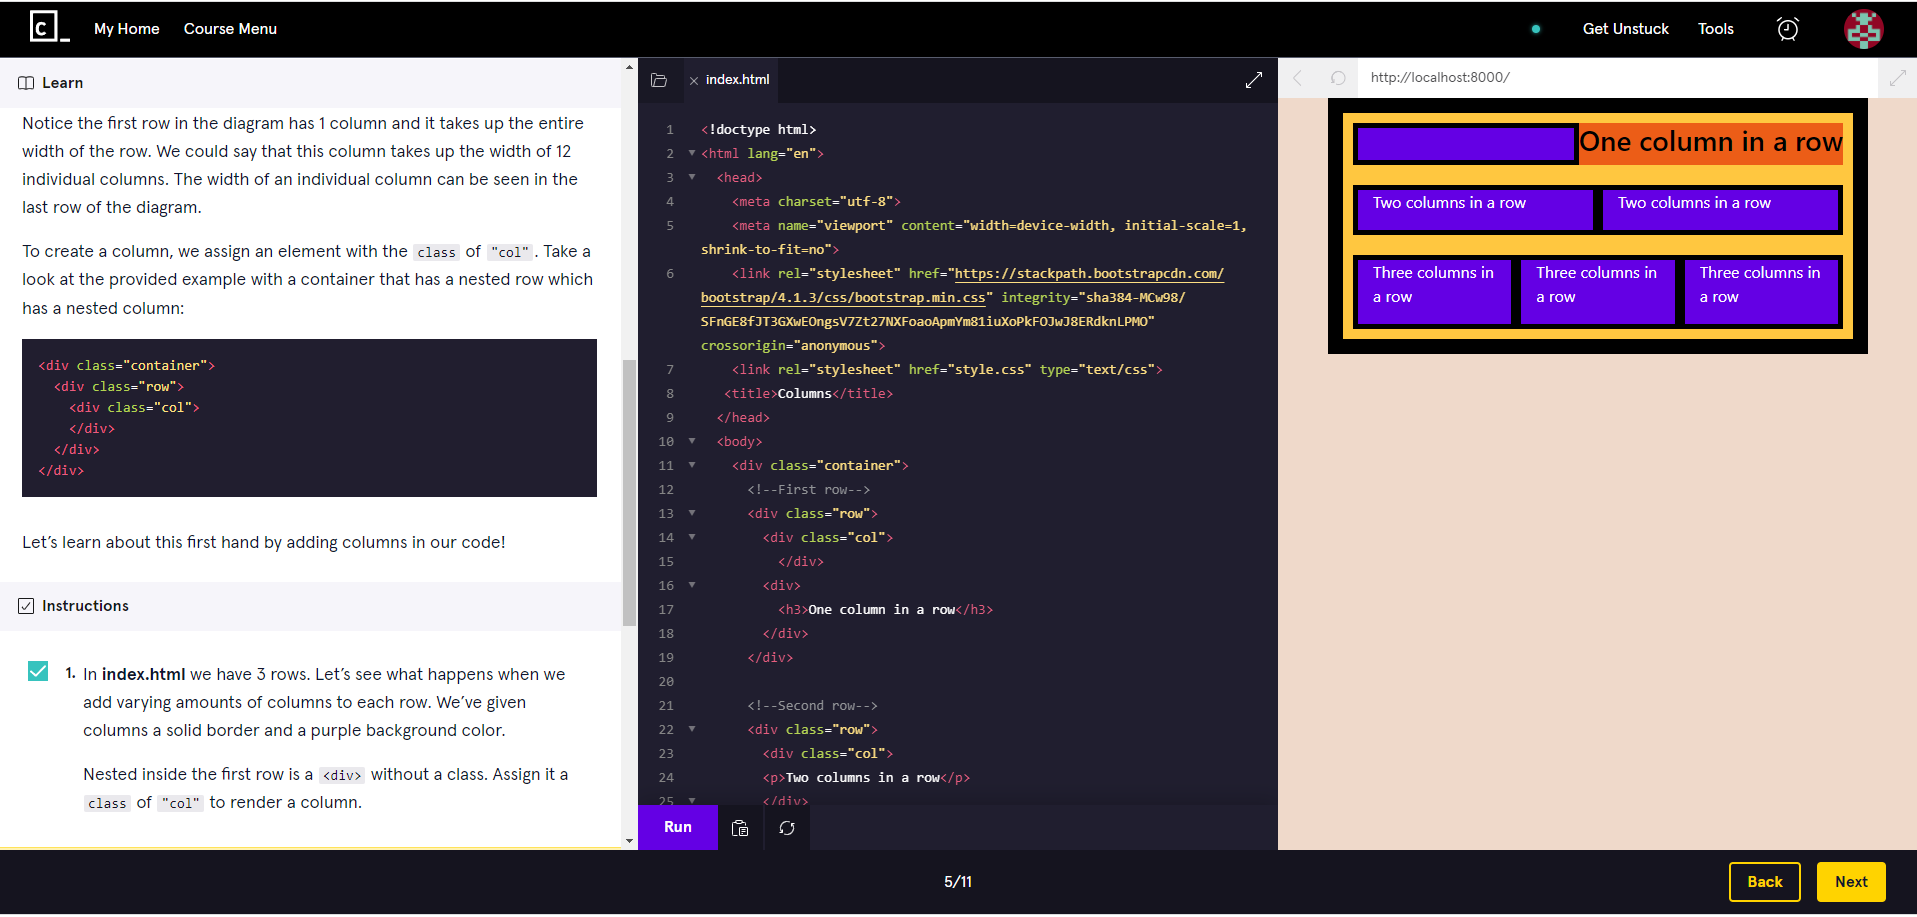 C_ My Home Course Menu Get Unstuck Tools
Learn
Notice the first row in the diagram has 1 column and it takes up the entire
width of the row. We could say that this column takes up the width of 12
individual columns. The width of an individual column can be seen in the
last row of the diagram.
To create a column, we assign an element with the class of "col". Take a
look at the provided example with a container that has a nested row which
has a nested column:
<div class="container">
<div class="row">
<div class="col">
</div>
</div>
</div>
Let's learn about this first hand by adding columns in our code!
Instructions
1. In index.html we have 3 rows. Let's see what happens when we
add varying amounts of columns to each row. We've given
columns a solid border and a purple background color.
Nested inside the first row is a <div> without a class. Assign it a
class of "col" to render a column.
× index.html
1 <!doctype html>
2 <html lang="en">
3 <head>
4 <meta charset="utf-8">
5 <meta name="viewport" content="width=device-width, initial-scale=1,
shrink-to-fit=no">
6 <link rel="stylesheet" href="https://stackpath.bootstrapcdn.com/
bootstrap/4.1.3/css/bootstrap.min.css" integrity="sha384-MCw98/
SFnGE8fJT3GXwEOngsV7Zt27NXFoaoApmYm81iuXoPkFOJwJ8ERdknLPMO"
crossorigin="anonymous">
7 <link rel="stylesheet" href="style.css" type="text/css">
8 <title>Columns</title>
9 </head>
10 <body>
11 <div class="container">
12 <!--First row-->
13 <div class="row">
14 <div class="col">
15 </div>
16 <div>
17 <h3>One column in a row</h3>
18 </div>
19 </div>
20
21 <!--Second row-->
22 <div class="row">
23 <div class="col">
24 <p>Two columns in a row</p>
25 </div>
Run
http://localhost:8000/
One column in a row
Two columns in a row Two columns in a row
Three columns in Three columns in Three columns in
a row a row a row
5/11
Back Next